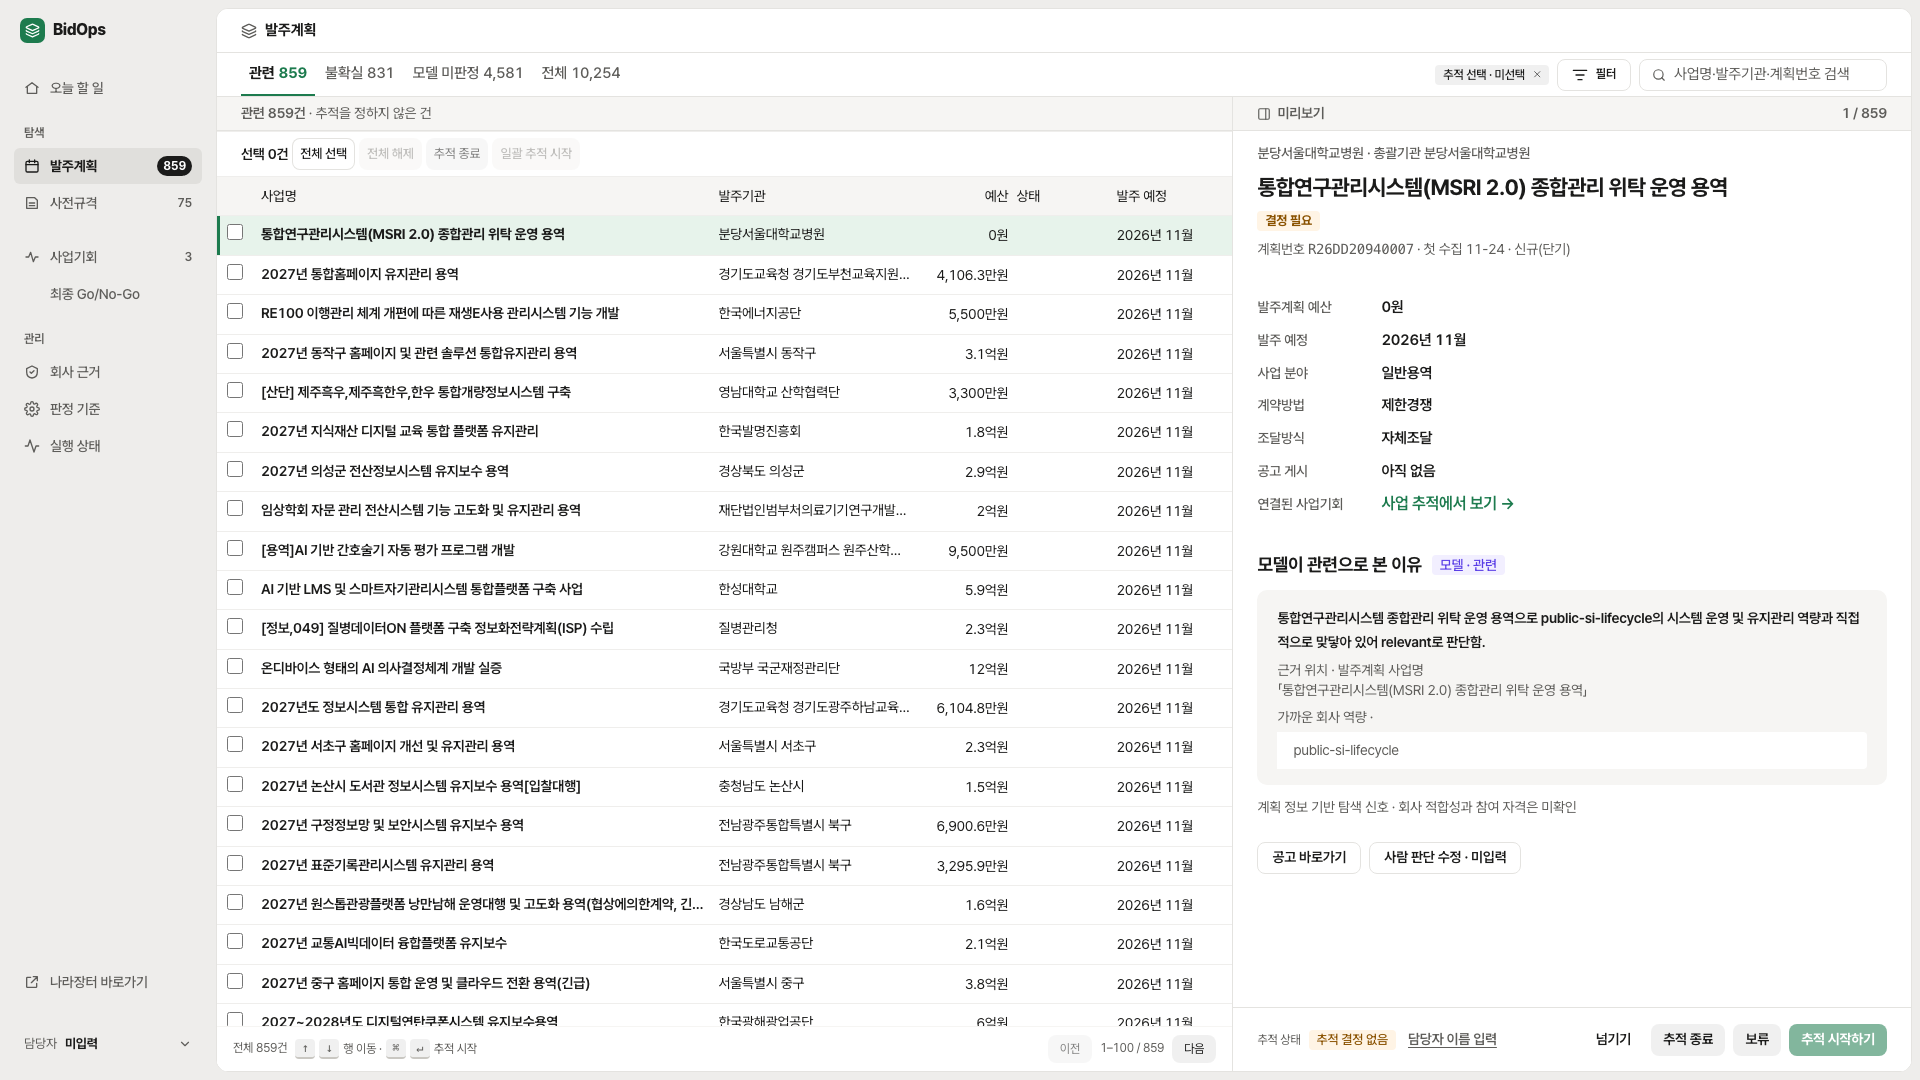 BidOps
오늘 할 일
탐색
발주계획 859
사전규격 75
사업기회 3
최종 Go/No-Go
관리
회사 근거
판정 기준
실행 상태
나라장터 바로가기
담당자 미입력
발주계획
관련 859 불확실 831 모델 미판정 4,581 전체 10,254
추적 선택 · 미선택 × 필터 사업명·발주기관·계획번호 검색
관련 859건 · 추적을 정하지 않은 건
선택 0건 전체 선택 전체 해제 추적 종료 일괄 추적 시작
사업명 발주기관 예산 상태 발주 예정
통합연구관리시스템(MSRI 2.0) 종합관리 위탁 운영 용역 분당서울대학교병원 0원 2026년 11월
2027년 통합홈페이지 유지관리 용역 경기도교육청 경기도부천교육지원... 4,106.3만원 2026년 11월
RE100 이행관리 체계 개편에 따른 재생E사용 관리시스템 기능 개발 한국에너지공단 5,500만원 2026년 11월
2027년 동작구 홈페이지 및 관련 솔루션 통합유지관리 용역 서울특별시 동작구 3.1억원 2026년 11월
[산단] 제주흑우,제주흑한우,한우 통합개량정보시스템 구축 영남대학교 산학협력단 3,300만원 2026년 11월
2027년 지식재산 디지털 교육 통합 플랫폼 유지관리 한국발명진흥회 1.8억원 2026년 11월
2027년 의성군 전산정보시스템 유지보수 용역 경상북도 의성군 2.9억원 2026년 11월
임상학회 자문 관리 전산시스템 기능 고도화 및 유지관리 용역 재단법인범부처의료기기연구개발... 2억원 2026년 11월
[용역]AI 기반 간호술기 자동 평가 프로그램 개발 강원대학교 원주캠퍼스 원주산학... 9,500만원 2026년 11월
AI 기반 LMS 및 스마트자기관리시스템 통합플랫폼 구축 사업 한성대학교 5.9억원 2026년 11월
[정보,049] 질병데이터ON 플랫폼 구축 정보화전략계획(ISP) 수립 질병관리청 2.3억원 2026년 11월
온디바이스 형태의 AI 의사결정체계 개발 실증 국방부 국군재정관리단 12억원 2026년 11월
2027년도 정보시스템 통합 유지관리 용역 경기도교육청 경기도광주하남교육... 6,104.8만원 2026년 11월
2027년 서초구 홈페이지 개선 및 유지관리 용역 서울특별시 서초구 2.3억원 2026년 11월
2027년 논산시 도서관 정보시스템 유지보수 용역[입찰대행] 충청남도 논산시 1.5억원 2026년 11월
2027년 구정정보망 및 보안시스템 유지보수 용역 전남광주통합특별시 북구 6,900.6만원 2026년 11월
2027년 표준기록관리시스템 유지관리 용역 전남광주통합특별시 북구 3,295.9만원 2026년 11월
2027년 원스톱관광플랫폼 낭만남해 운영대행 및 고도화 용역(협상에의한계약, 긴... 경상남도 남해군 1.6억원 2026년 11월
2027년 교통AI빅데이터 융합플랫폼 유지보수 한국도로교통공단 2.1억원 2026년 11월
2027년 중구 홈페이지 통합 운영 및 클라우드 전환 용역(긴급) 서울특별시 중구 3.8억원 2026년 11월
2027~2028년도 디지털연탄쿠폰시스템 유지보수용역 한국광해광업공단 6억원 2026년 11월
전체 859건 ↑ ↓ 행 이동 · ⌘ ↵ 추적 시작 이전 1–100 / 859 다음
미리보기 1 / 859
분당서울대학교병원 · 총괄기관 분당서울대학교병원
통합연구관리시스템(MSRI 2.0) 종합관리 위탁 운영 용역
결정 필요
계획번호 R26DD20940007 · 첫 수집 11-24 · 신규(단기)
발주계획 예산 0원
발주 예정 2026년 11월
사업 분야 일반용역
계약방법 제한경쟁
조달방식 자체조달
공고 게시 아직 없음
연결된 사업기회 사업 추적에서 보기 →
모델이 관련으로 본 이유 모델 · 관련
통합연구관리시스템 종합관리 위탁 운영 용역으로 public-si-lifecycle의 시스템 운영 및 유지관리 역량과 직접
적으로 맞닿아 있어 relevant로 판단함.
근거 위치 · 발주계획 사업명
「통합연구관리시스템(MSRI 2.0) 종합관리 위탁 운영 용역」
가까운 회사 역량 ·
public-si-lifecycle
계획 정보 기반 탐색 신호 · 회사 적합성과 참여 자격은 미확인
공고 바로가기 사람 판단 수정 · 미입력
추적 상태 추적 결정 없음 담당자 이름 입력 넘기기 추적 종료 보류 추적 시작하기